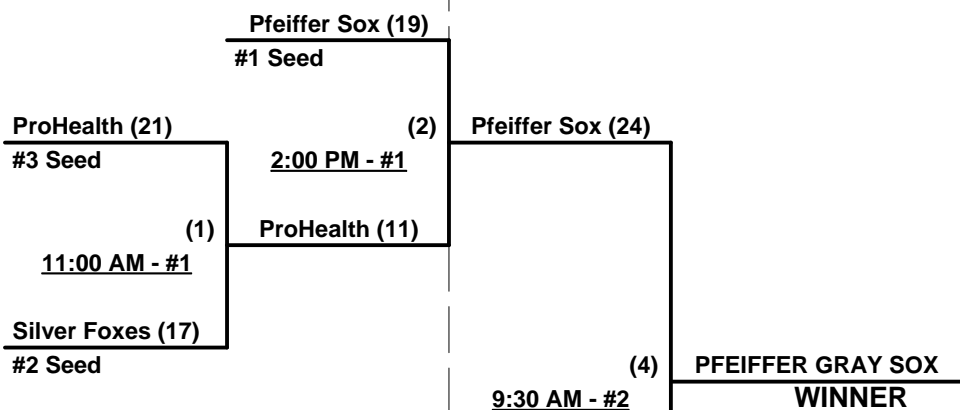 Pfeiffer Sox (19)
#1 Seed
ProHealth (21)
#3 Seed
(2)
2:00 PM - #1
Pfeiffer Sox (24)
(1)
11:00 AM - #1
ProHealth (11)
Silver Foxes (17)
#2 Seed
(4)
9:30 AM - #2
PFEIFFER GRAY SOX
WINNER